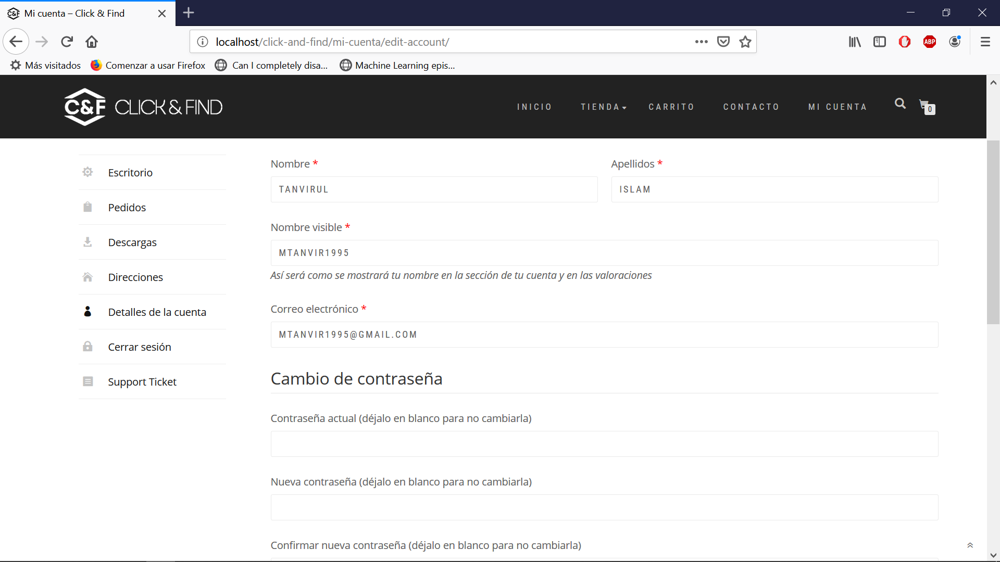 Mi cuenta – Click & Find
localhost/click-and-find/mi-cuenta/edit-account/
ABP
Más visitados
Comenzar a usar Firefox
Can I completely disa...
Machine Learning epis...
C&F CLICK & FIND
INICIO
TIENDA
CARRITO
CONTACTO
MI CUENTA
0
Escritorio
Pedidos
Descargas
Direcciones
Detalles de la cuenta
Cerrar sesión
Support Ticket
Nombre *
Apellidos *
TANVIRUL
ISLAM
Nombre visible *
MTANVIR1995
Así será como se mostrará tu nombre en la sección de tu cuenta y en las valoraciones
Correo electrónico *
MTANVIR1995@GMAIL.COM
Cambio de contraseña
Contraseña actual (déjalo en blanco para no cambiarla)
Nueva contraseña (déjalo en blanco para no cambiarla)
Confirmar nueva contraseña (déjalo en blanco para no cambiarla)